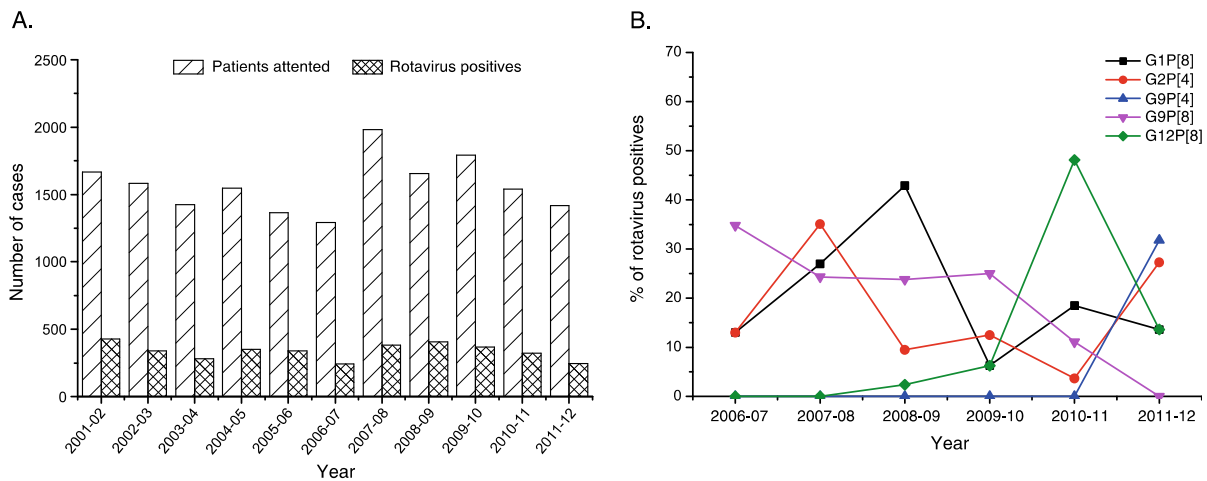 A.
Patients attented
Rotavirus positives
Number of cases
2500
2000
1500
1000
500
0
2001-02
2002-03
2003-04
2004-05
2005-06
2006-07
2007-08
2008-09
2009-10
2010-11
2011-12
Year
B.
G1P[8]
G2P[4]
G9P[4]
G9P[8]
G12P[8]
% of rotavirus positives
70
60
50
40
30
20
10
0
2006-07
2007-08
2008-09
2009-10
2010-11
2011-12
Year